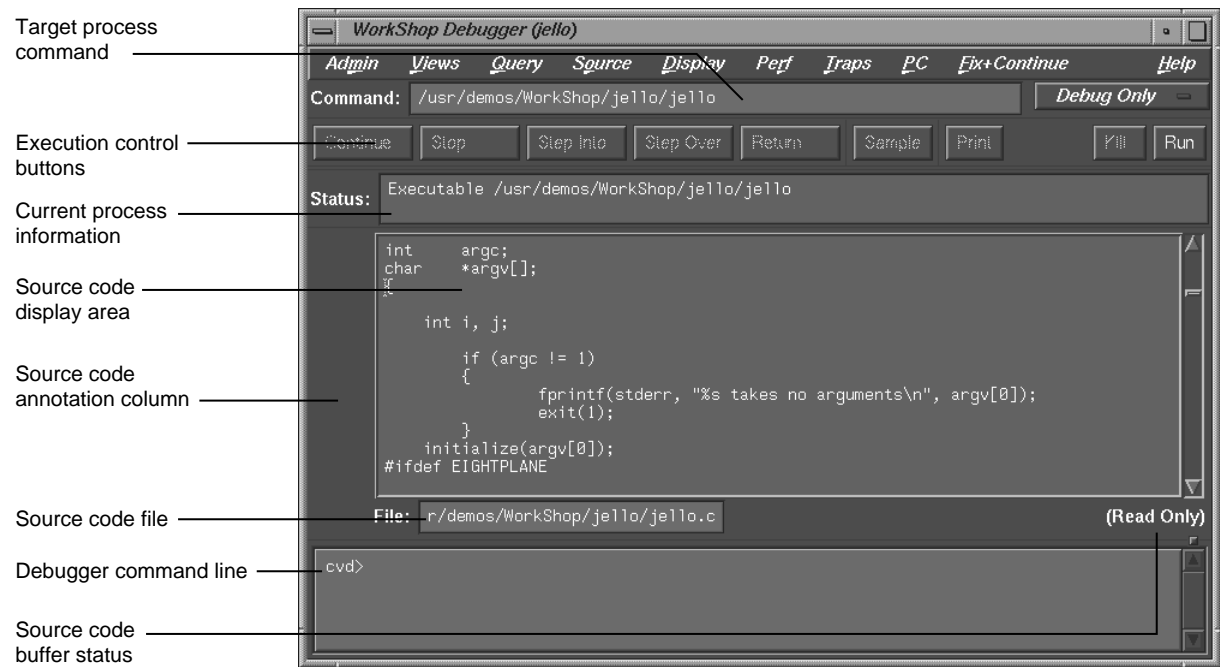 Target process
command
Execution control
buttons
Current process
information
Source code
display area
Source code
annotation column
Source code file
Debugger command line
Source code
buffer status
WorkShop Debugger (jello)
Admin Views Query Source Display Perf Traps PC Fix+Continue Help
Command: /usr/demos/WorkShop/jello/jello Debug Only
Continue Stop Step Into Step Over Return Sample Print Kill Run
Status: Executable /usr/demos/WorkShop/jello/jello
int argc;
char *argv[];
{
int i, j;
if (argc != 1)
{
fprintf(stderr, "%s takes no arguments\n", argv[0]);
exit(1);
}
initialize(argv[0]);
#ifdef EIGHTPLANE
File: r/demos/WorkShop/jello/jello.c (Read Only)
cvd>